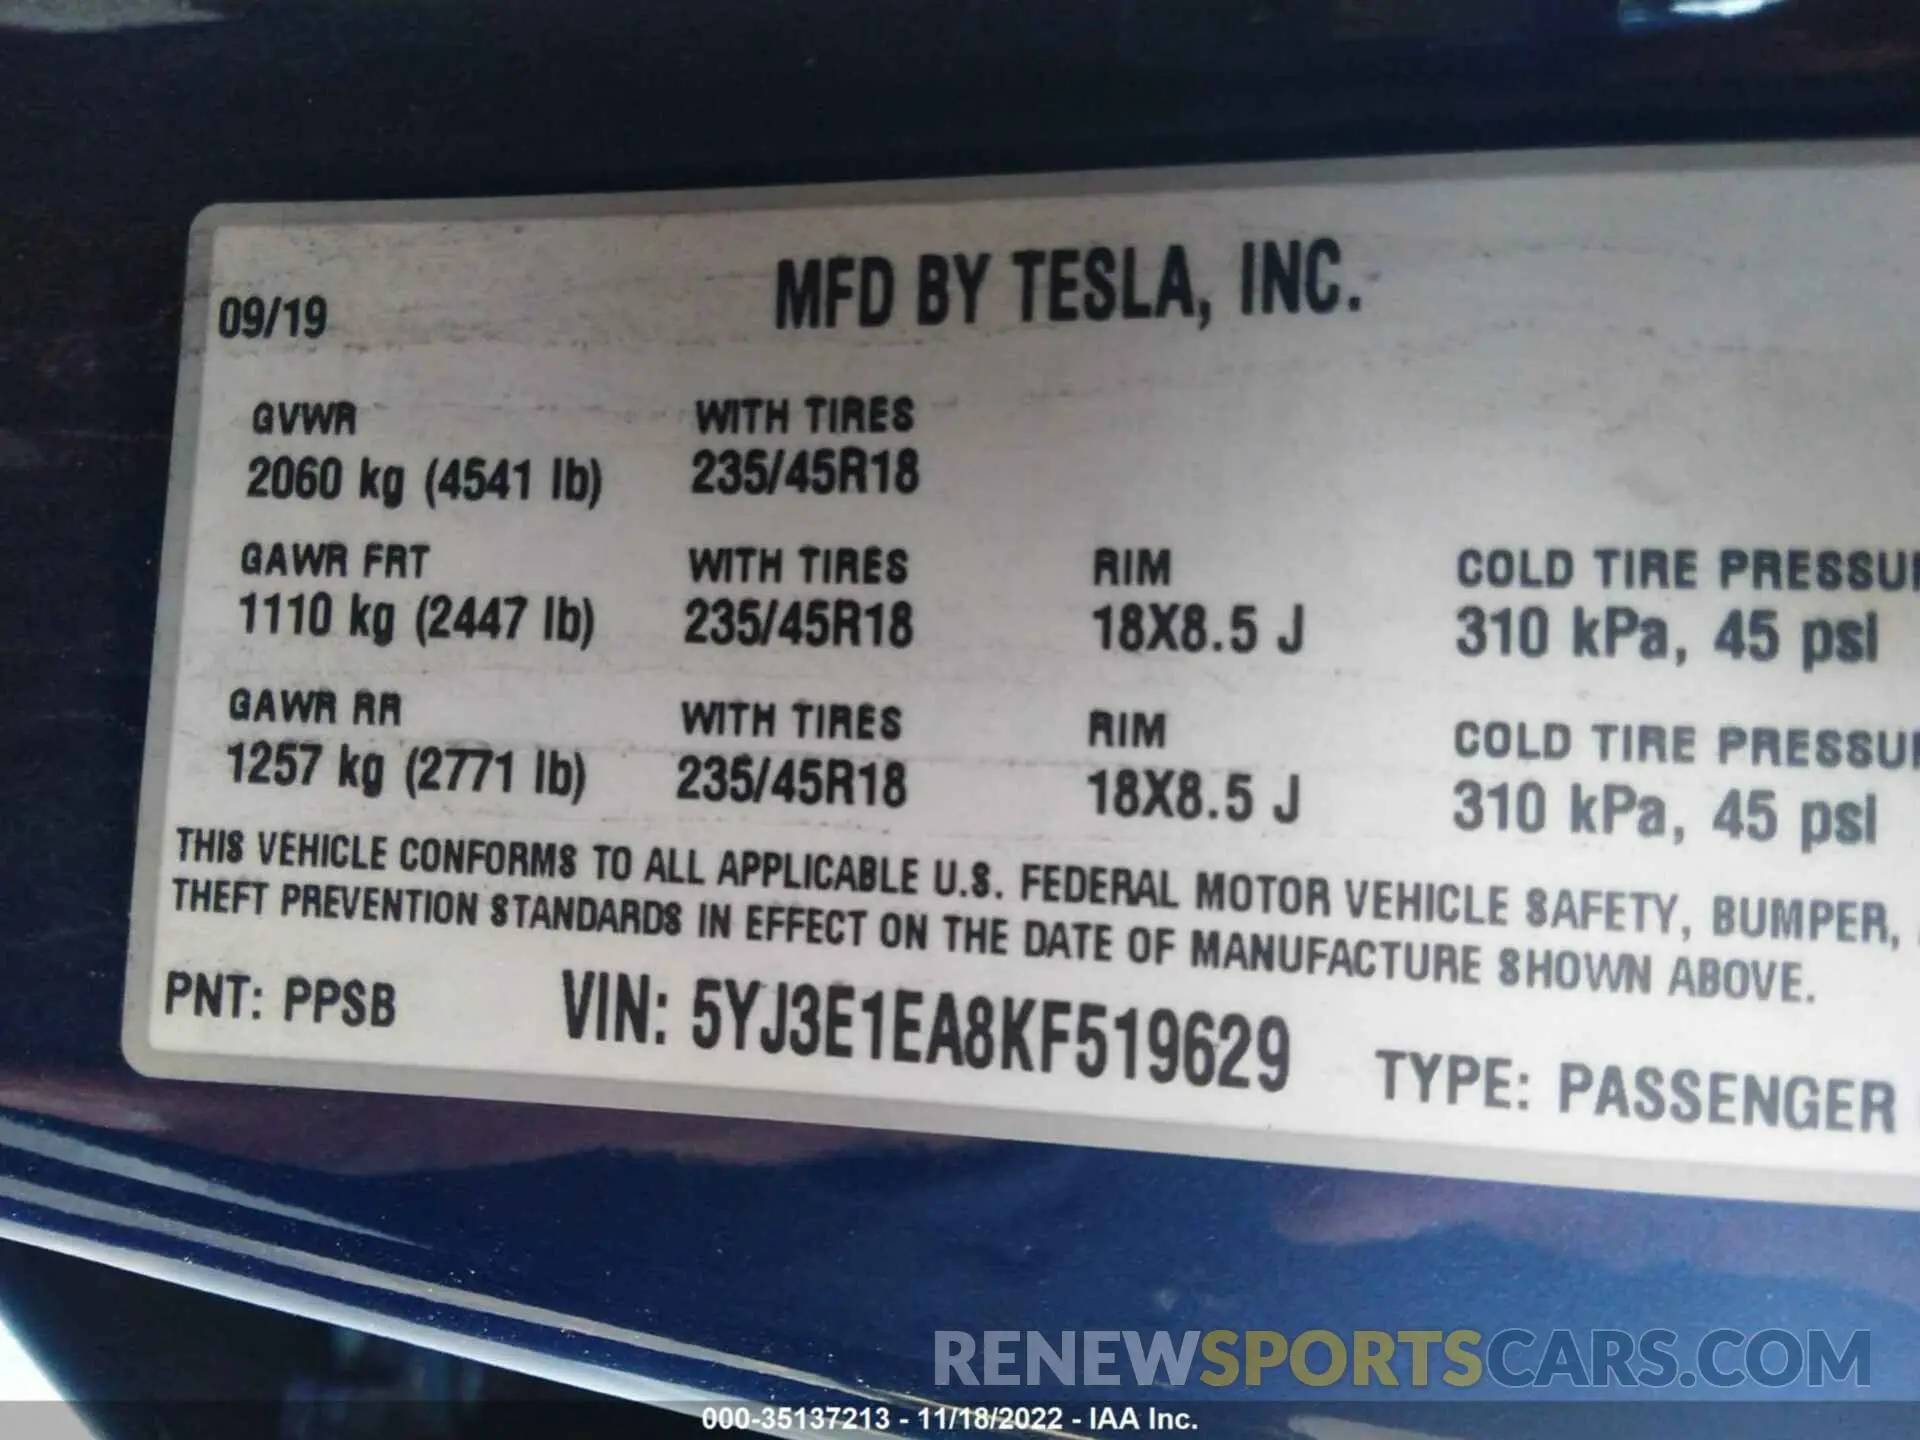 09/19
MFD BY TESLA, INC.
GVWR WITH TIRES
2060 kg (4541 lb) 235/45R18
GAWR FRT WITH TIRES RIM COLD TIRE PRESSU
1110 kg (2447 lb) 235/45R18 18X8.5 J 310 kPa, 45 psi
GAWR RR WITH TIRES RIM COLD TIRE PRESSU
1257 kg (2771 lb) 235/45R18 18X8.5 J 310 kPa, 45 psi
THIS VEHICLE CONFORMS TO ALL APPLICABLE U.S. FEDERAL MOTOR VEHICLE SAFETY, BUMPER,
THEFT PREVENTION STANDARDS IN EFFECT ON THE DATE OF MANUFACTURE SHOWN ABOVE.
PNT: PPSB VIN: 5YJ3E1EA8KF519629 TYPE: PASSENGER
RENEWSPORTSCARS.COM
000-35137213 - 11/18/2022 - IAA Inc.